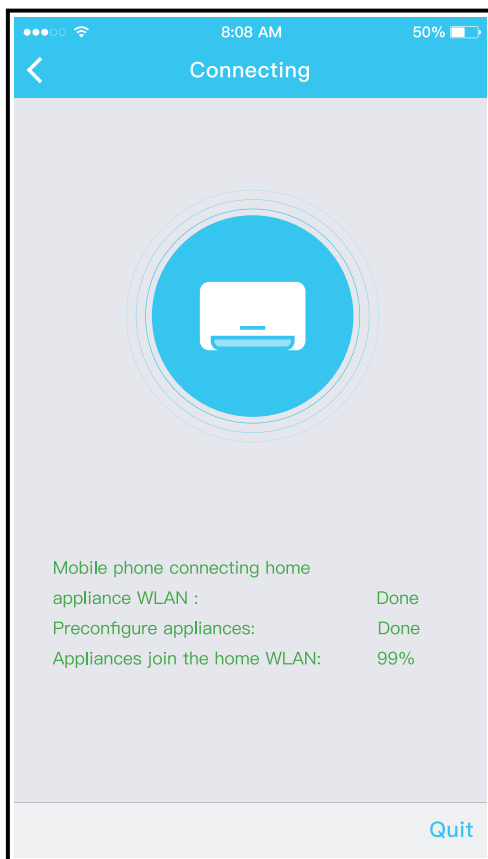 8:08 AM 50%
Connecting
Mobile phone connecting home
appliance WLAN : Done
Preconfigure appliances: Done
Appliances join the home WLAN: 99%
Quit